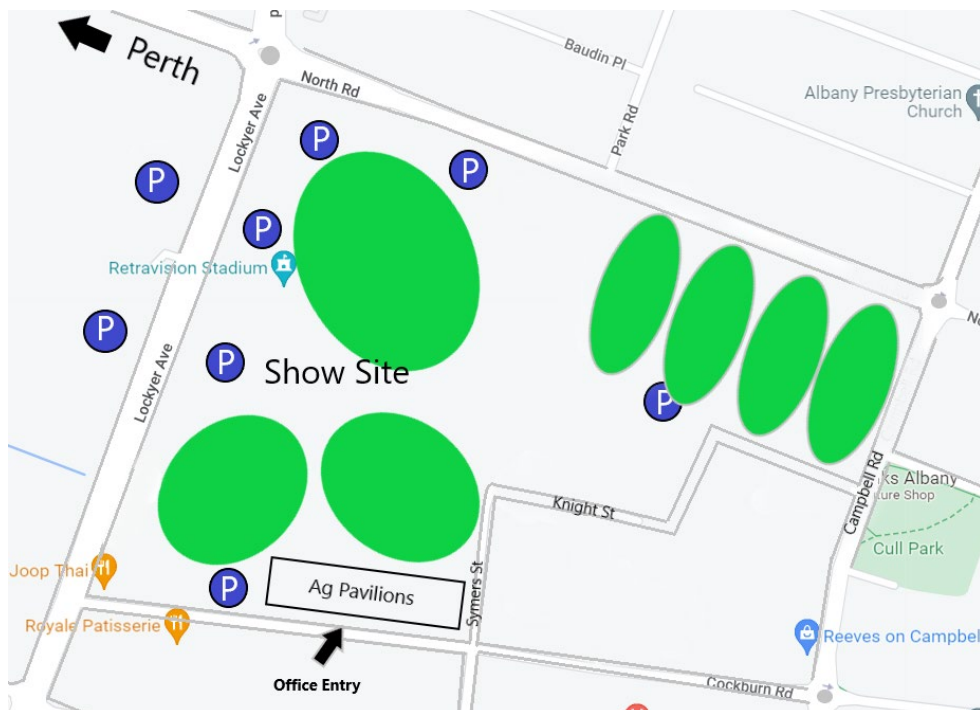 Perth
North Rd
Baudin Pl
Park Rd
Albany Presbyterian
Church
Lockyer Ave
P
P
P
P
Retravision Stadium
P
P
Show Site
Lockyer Ave
P
Knight St
Campbell Rd
ks Albany
ture Shop
Cull Park
Joop Thai
P
Ag Pavilions
Symers St
Royale Patisserie
Reeves on Campbel
Office Entry
Cockburn Rd